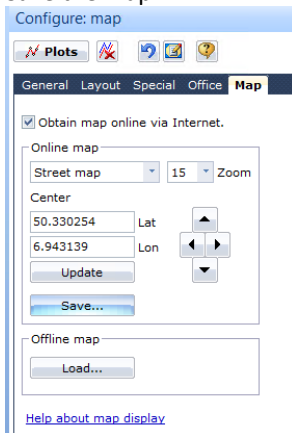 Configure: map
Plots
General Layout Special Office Map
Obtain map online via Internet.
Online map
Street map 15 Zoom
Center
50.330254 Lat
6.943139 Lon
Update
Save...
Offline map
Load...
Help about map display